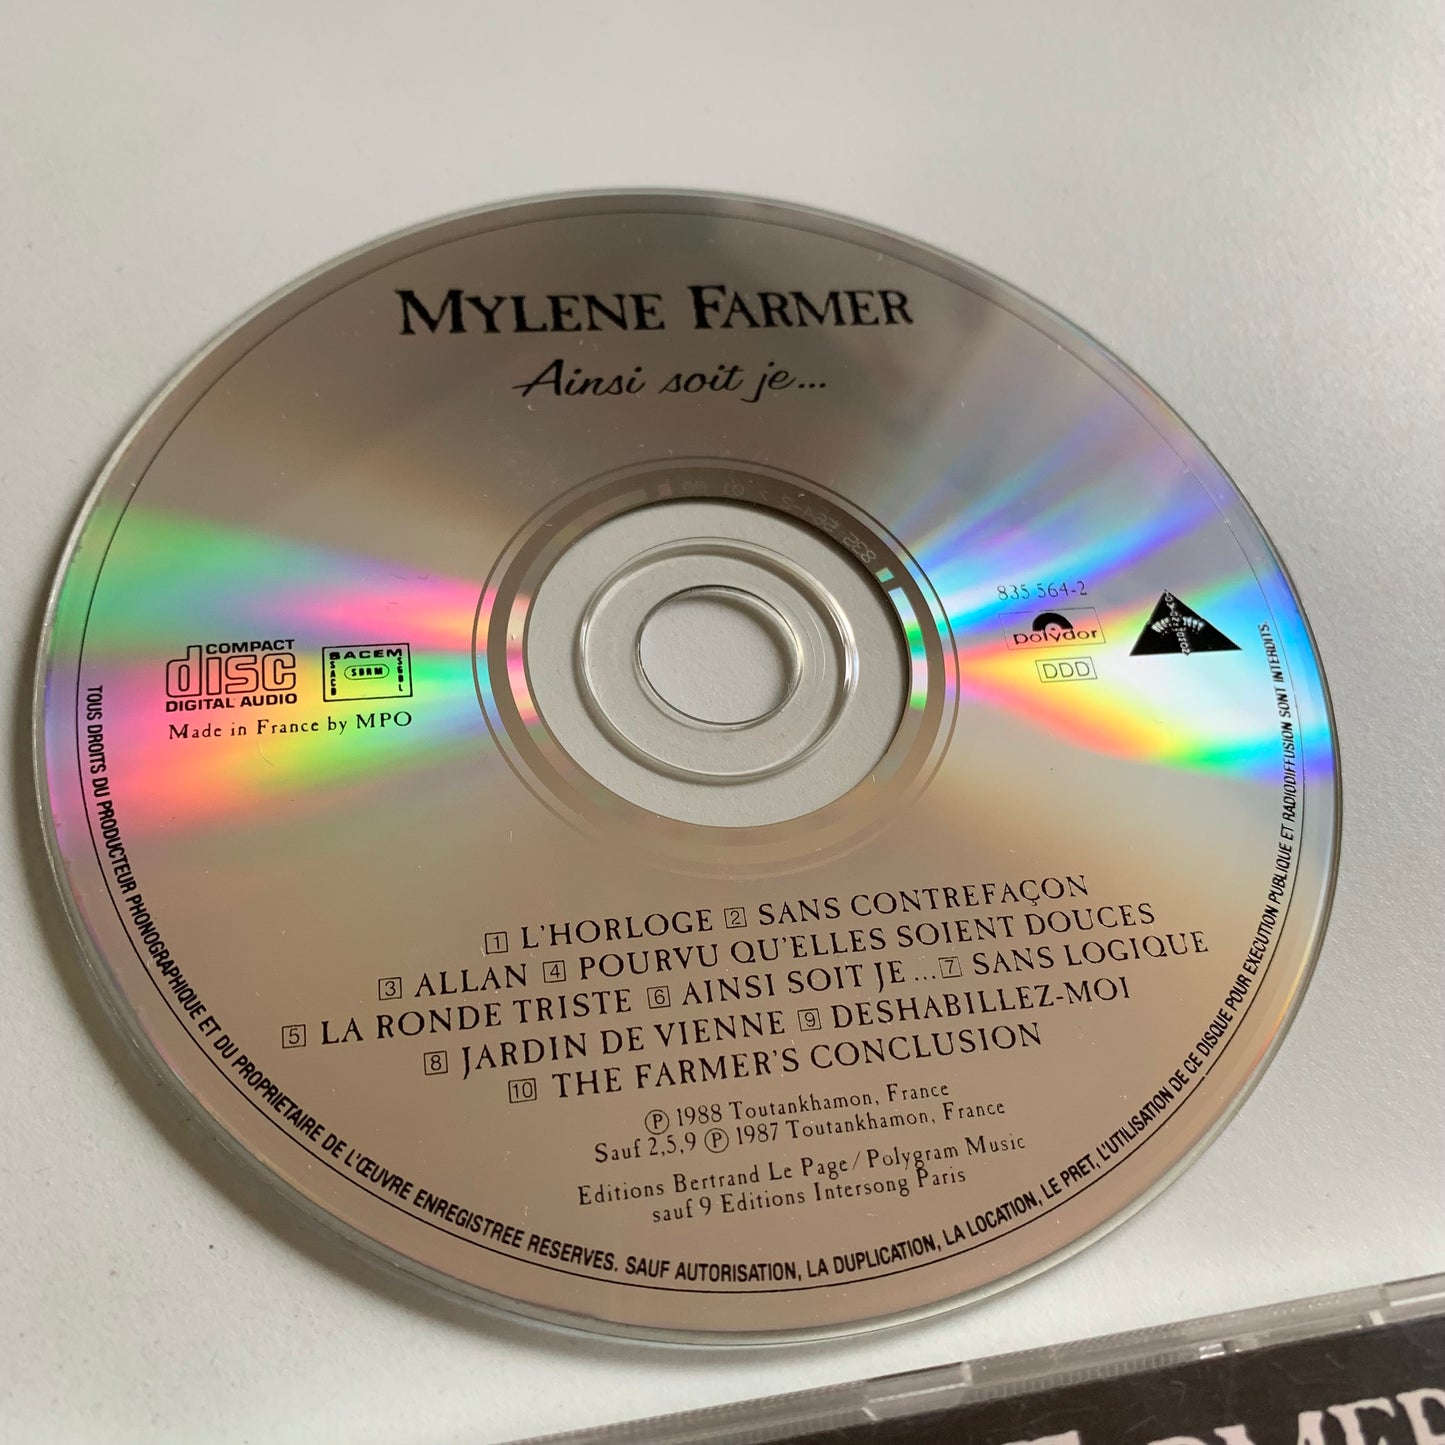 MYLENE FARMER
Ainsi soit je...
835 564-2
polydor
DDD
COMPACT
disc
DIGITAL AUDIO
SACEM
SACD
SDRM
SGDL
Made in France by MPO
1 L'HORLOGE 2 SANS CONTREFAÇON
3 ALLAN 4 POURVU QU'ELLES SOIENT DOUCES
5 LA RONDE TRISTE 6 AINSI SOIT JE... 7 SANS LOGIQUE
8 JARDIN DE VIENNE 9 DESHABILLEZ-MOI
10 THE FARMER'S CONCLUSION
Ⓟ 1988 Toutankhamon, France
Sauf 2,5,9 Ⓟ 1987 Toutankhamon, France
Editions Bertrand Le Page/Polygram Music
sauf 9 Editions Intersong Paris
TOUS DROITS DU PRODUCTEUR PHONOGRAPHIQUE ET DU PROPRIETAIRE DE L'ŒUVRE ENREGISTREE RESERVES. SAUF AUTORISATION, LA DUPLICATION, LA LOCATION, LE PRET, L'UTILISATION DE CE DISQUE POUR EXECUTION PUBLIQUE ET RADIODIFFUSION SONT INTERDITS.